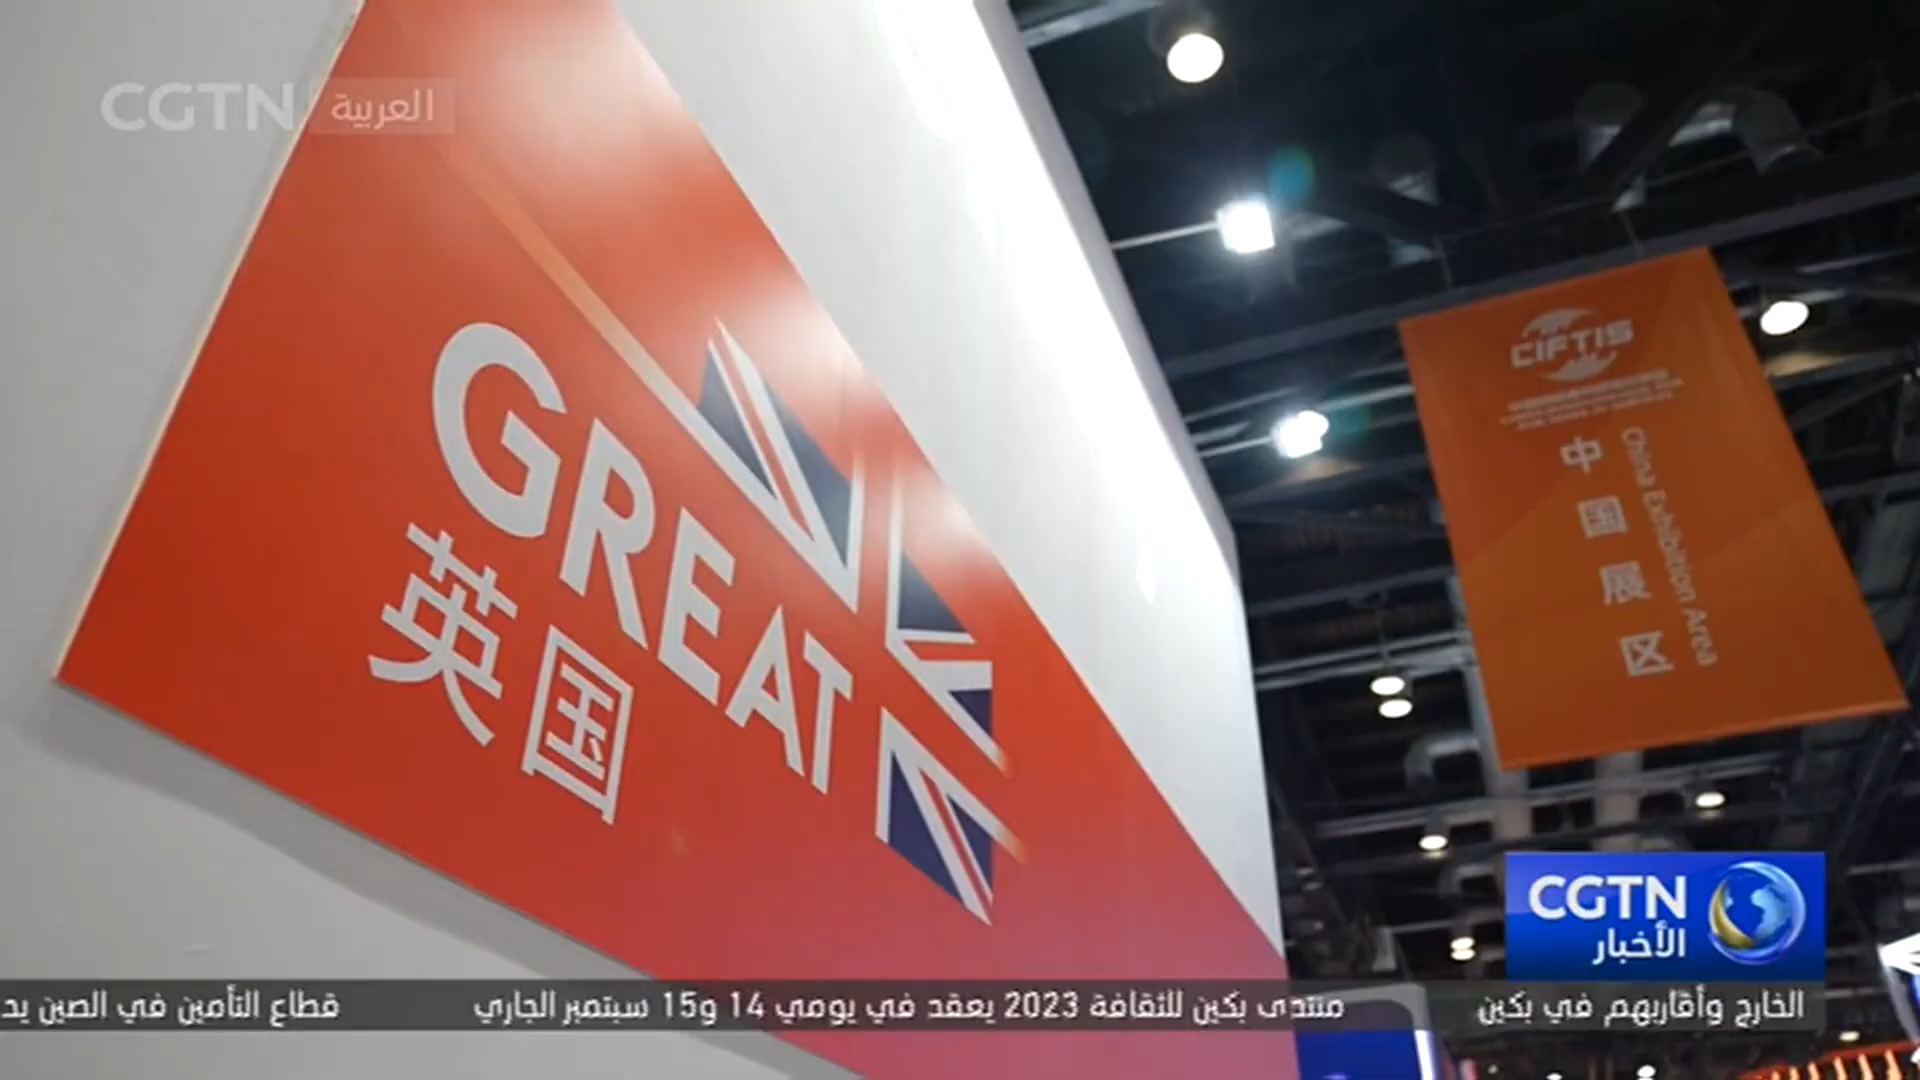 CGTN العربية
GREAT
英国
CIFTIS
中国展区
China Exhibition Area
CGTN
الأخبار
الخارج وأقاربهم في بكين
منتدى بكين للثقافة 2023 يعقد في يومي 14 و15 سبتمبر الجاري
قطاع التأمين في الصين يد